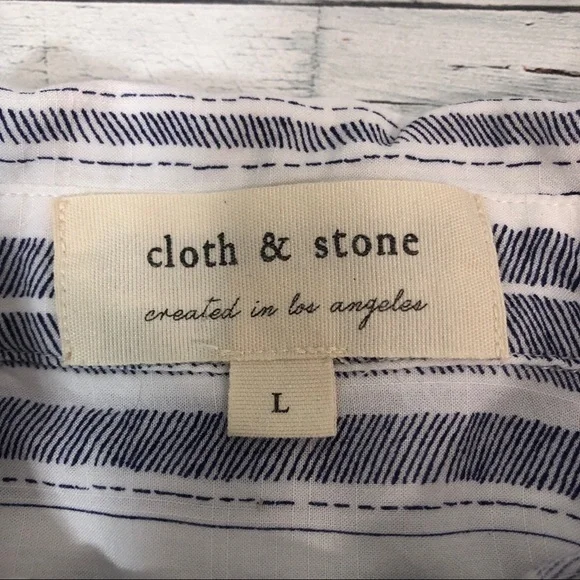 cloth & stone
created in los angeles
L